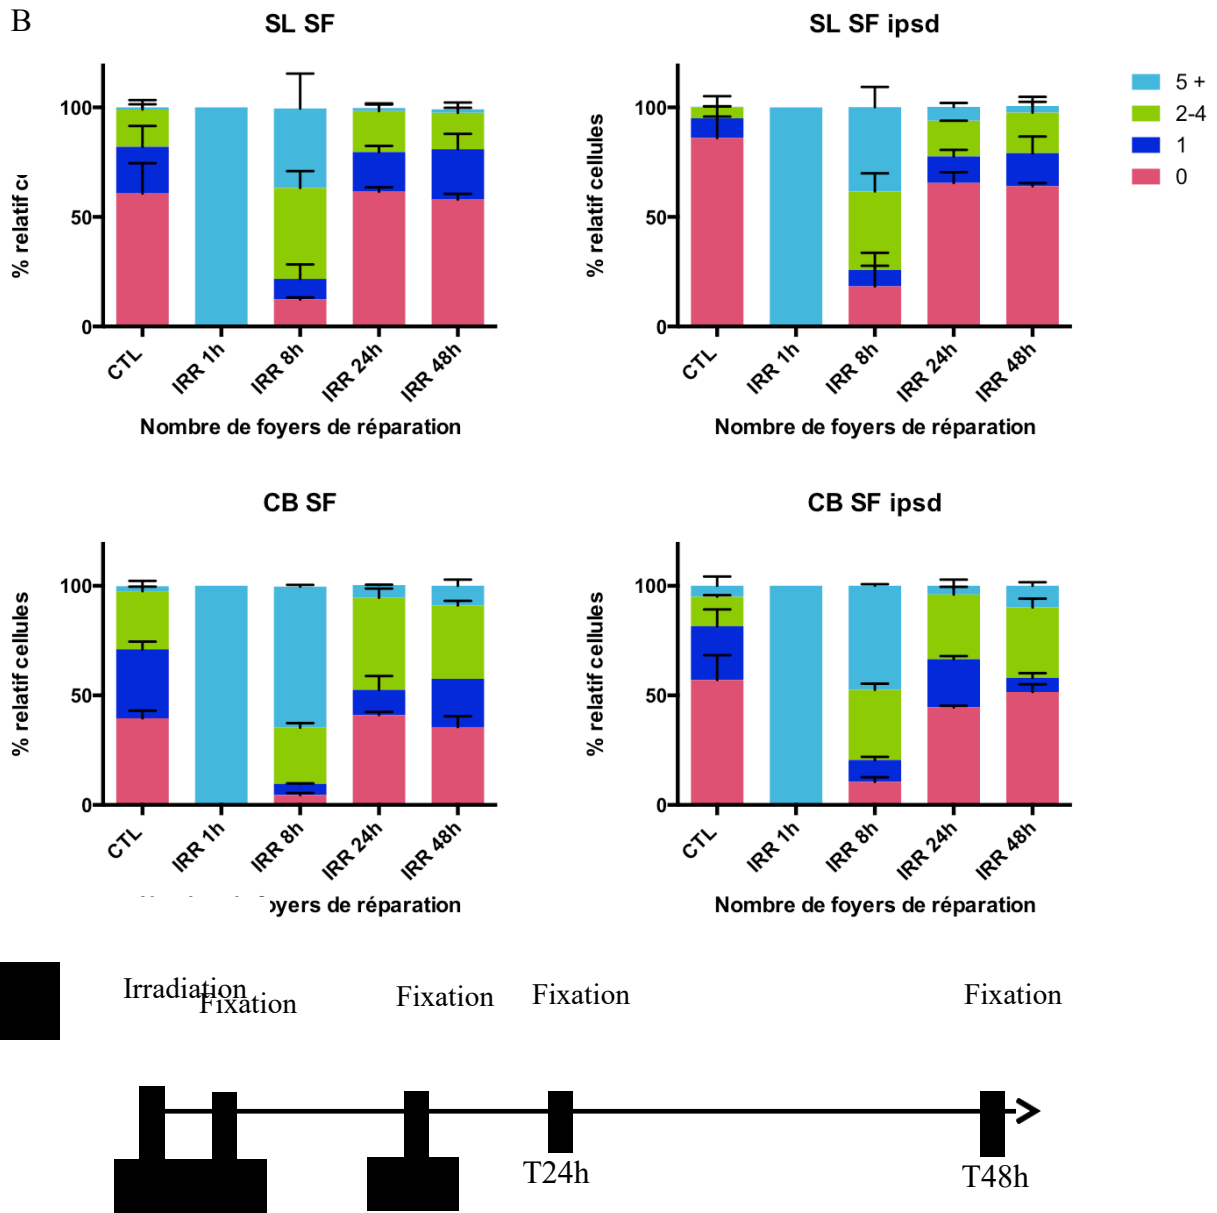 B
SL SF
SL SF ipsd
5 +
2-4
1
0
100
50
0
% relatif
CTL
IRR 1h
IRR 8h
IRR 24h
IRR 48h
Nombre de foyers de réparation
100
50
0
% relatif cellules
CTL
IRR 1h
IRR 8h
IRR 24h
IRR 48h
Nombre de foyers de réparation
CB SF
CB SF ipsd
100
50
0
% relatif cellules
CTL
IRR 1h
IRR 8h
IRR 24h
IRR 48h
de réparation
100
50
0
% relatif cellules
CTL
IRR 1h
IRR 8h
IRR 24h
IRR 48h
Nombre de foyers de réparation
Irradiation
Fixation
Fixation
Fixation
Fixation
T24h
T48h